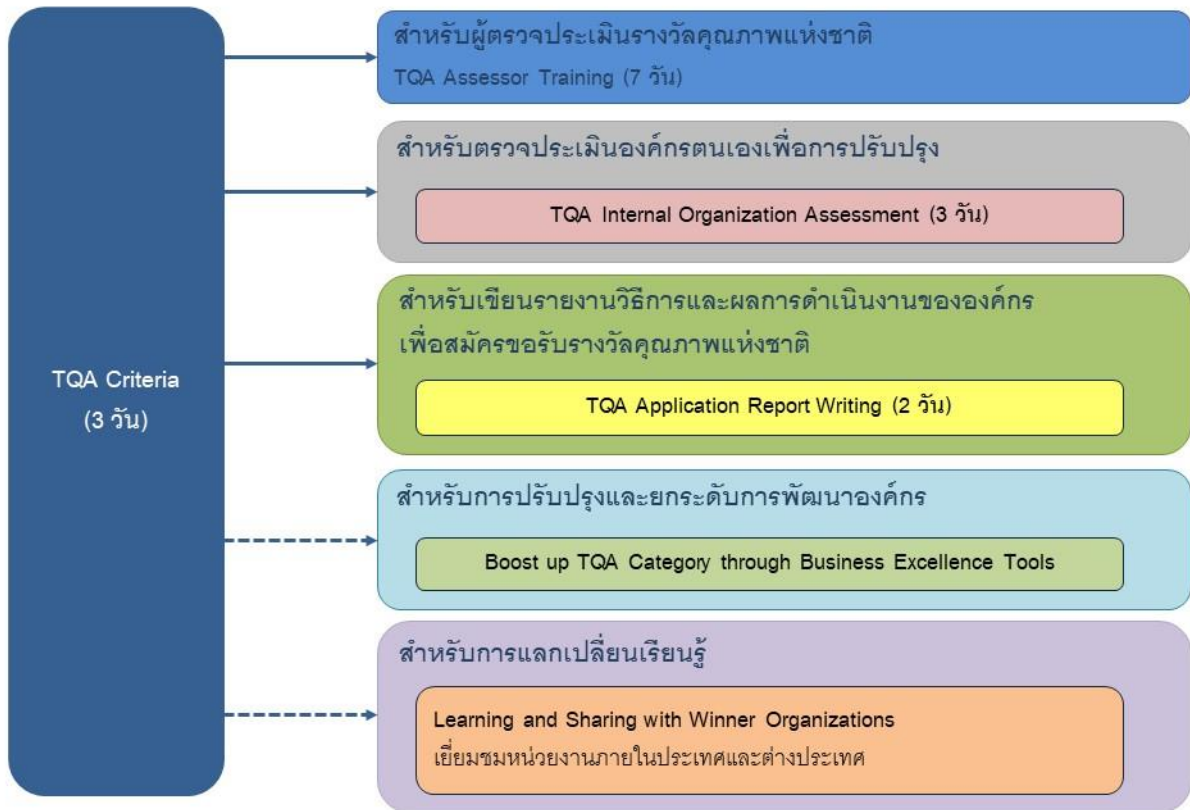 TQA Criteria
(3 วัน)
สำหรับผู้ตรวจประเมินรางวัลคุณภาพแห่งชาติ
TQA Assessor Training (7 วัน)
สำหรับตรวจประเมินองค์กรตนเองเพื่อการปรับปรุง
TQA Internal Organization Assessment (3 วัน)
สำหรับเขียนรายงานวิธีการและผลการดำเนินงานขององค์กร
เพื่อสมัครขอรับรางวัลคุณภาพแห่งชาติ
TQA Application Report Writing (2 วัน)
สำหรับการปรับปรุงและยกระดับการพัฒนาองค์กร
Boost up TQA Category through Business Excellence Tools
สำหรับการแลกเปลี่ยนเรียนรู้
Learning and Sharing with Winner Organizations
เยี่ยมชมหน่วยงานภายในประเทศและต่างประเทศ